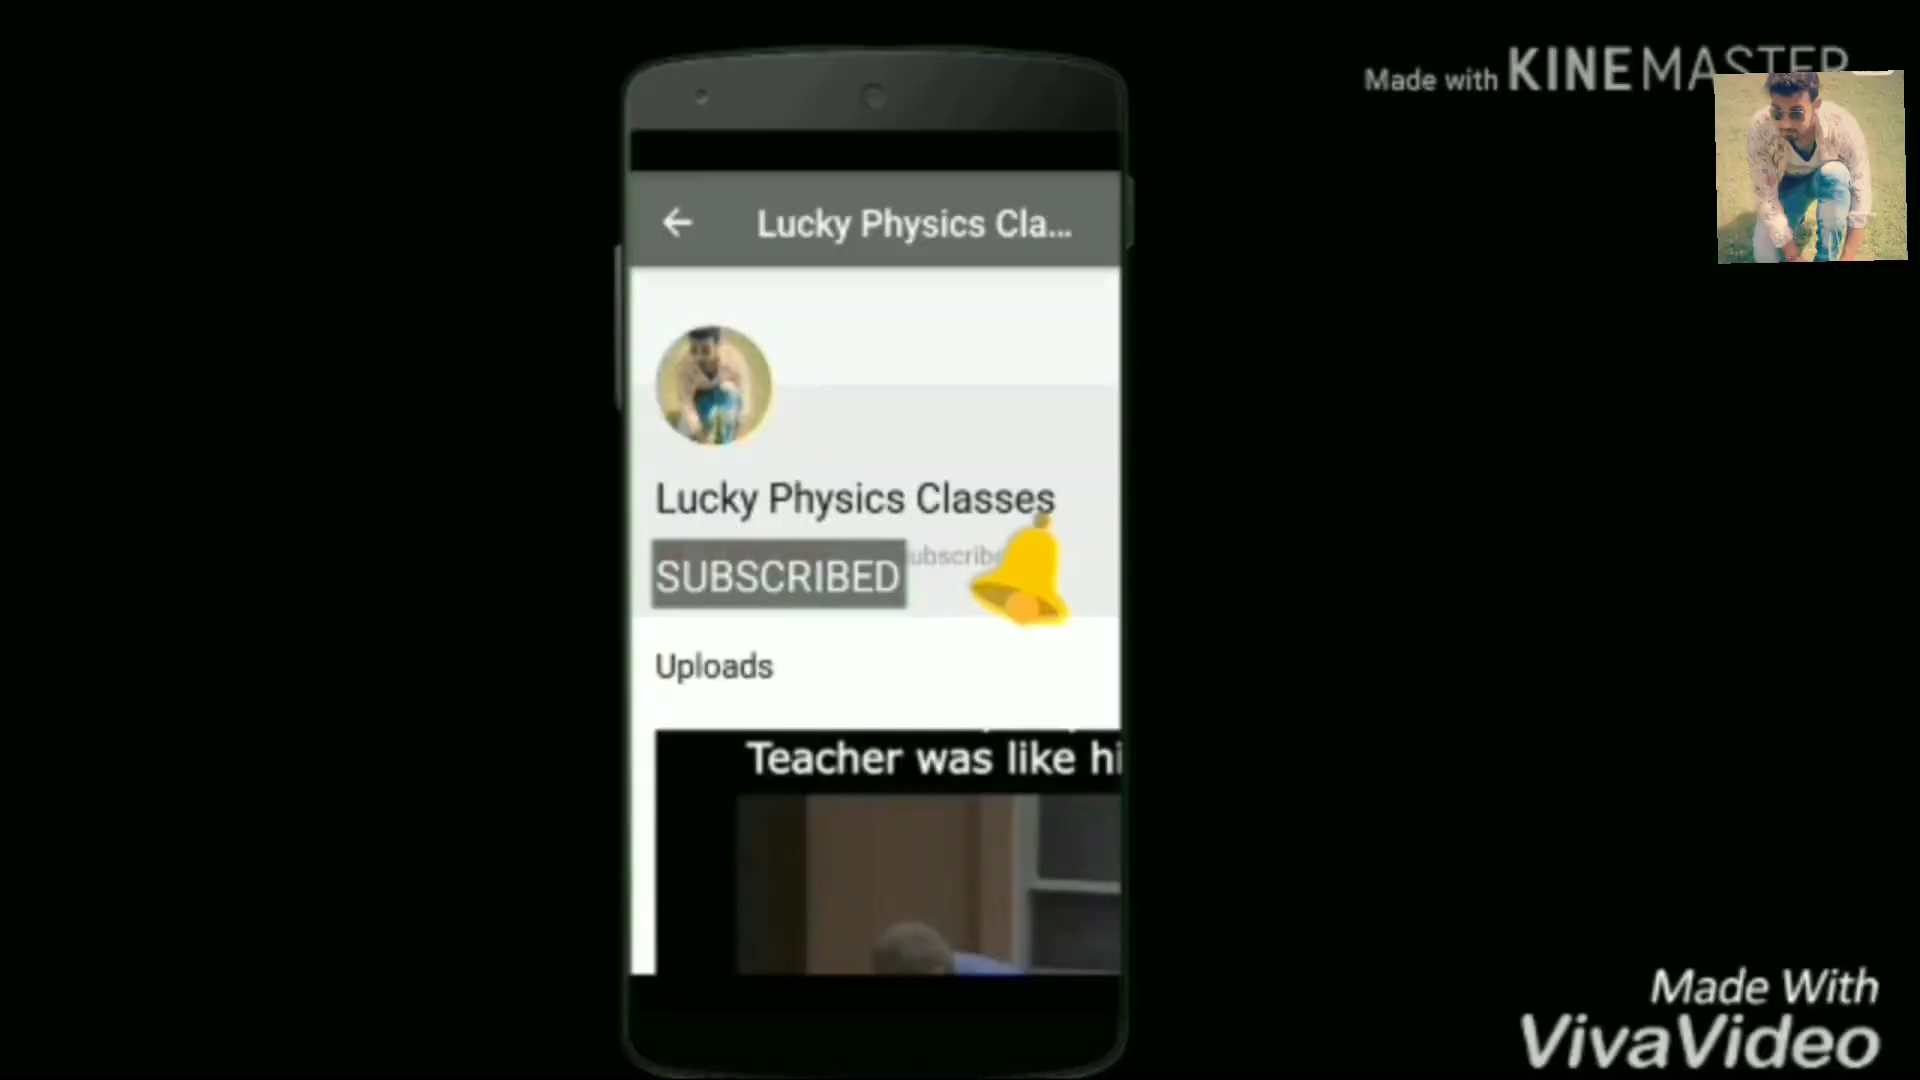 Made with KINEMASTER
Lucky Physics Cla...
Lucky Physics Classes
SUBSCRIBED
Uploads
Teacher was like hi
Made With
VivaVideo